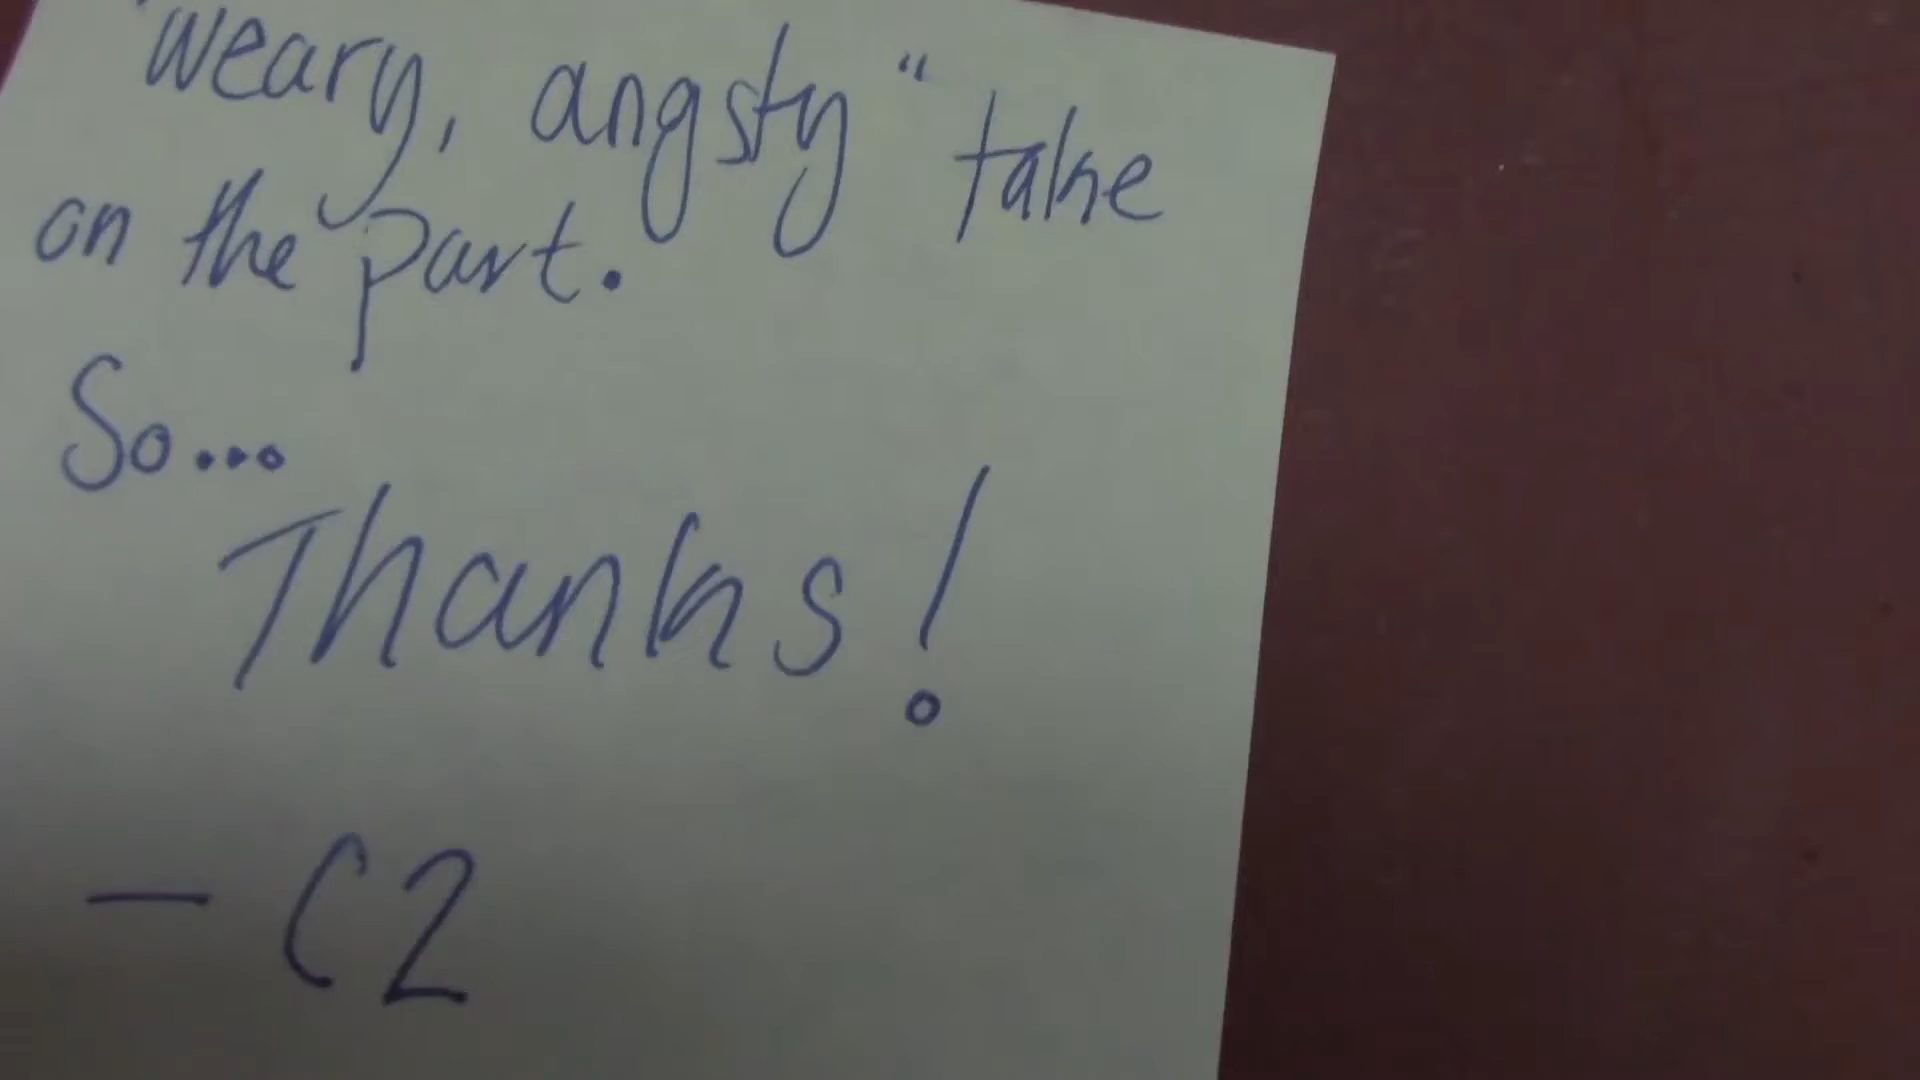 "weary, angsty" take
on the part.
So...
Thanks!
— C2